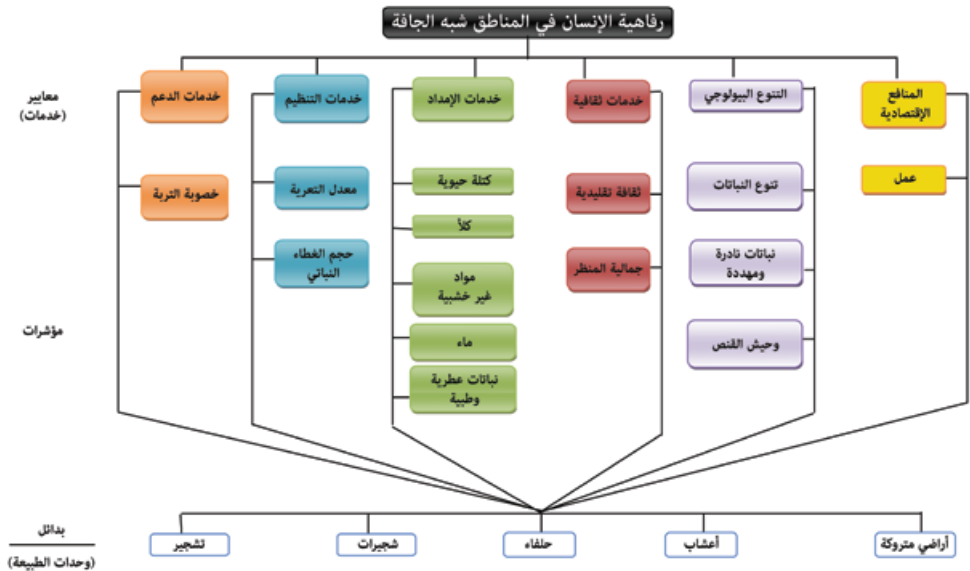 رفاهية الإنسان في المناطق شبه الجافة
معايير
(خدمات)
المنافع
الإقتصادية
التنوع البيولوجي
خدمات ثقافية
خدمات الإمداد
خدمات التنظيم
خدمات الدعم
عمل
تنوع النباتات
ثقافة تقليدية
كتلة حيوية
معدل التعرية
خصوبة التربة
كلأ
نباتات نادرة
ومهددة
جمالية المنظر
مواد
غير خشبية
حجم الغطاء
النباتي
مؤشرات
وحيش القنص
ماء
نباتات عطرية
وطبية
بدائل
(وحدات الطبيعة)
أراضي متروكة
أعشاب
حلفاء
شجيرات
تشجير